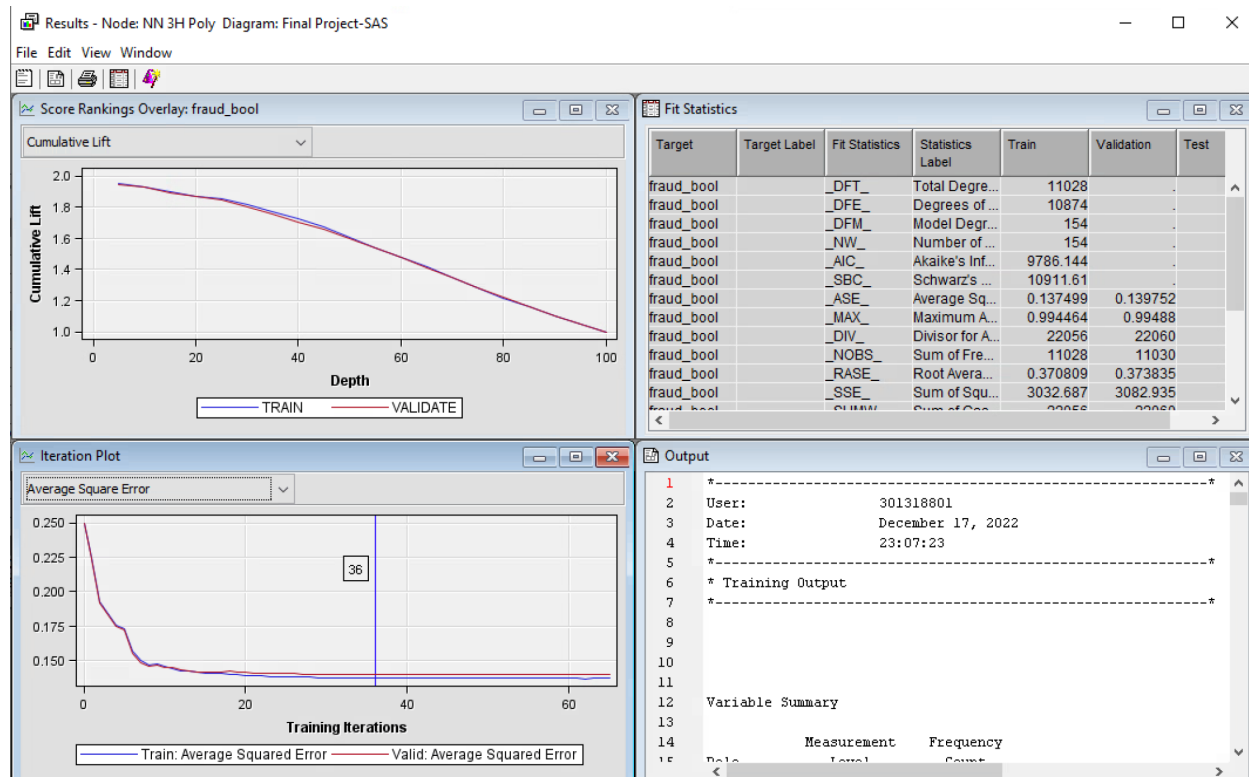 Results - Node: NN 3H Poly Diagram: Final Project-SAS
File Edit View Window
Score Rankings Overlay: fraud_bool
Cumulative Lift
2.0
1.8
1.6
1.4
1.2
1.0
Cumulative Lift
0 20 40 60 80 100
Depth
TRAIN VALIDATE
Fit Statistics
Target Target Label Fit Statistics Statistics Label Train Validation Test
fraud_bool _DFT_ Total Degre... 11028 .
fraud_bool _DFE_ Degrees of ... 10874 .
fraud_bool _DFM_ Model Degr... 154 .
fraud_bool _NW_ Number of ... 154 .
fraud_bool _AIC_ Akaike's Inf... 9786.144 .
fraud_bool _SBC_ Schwarz's ... 10911.61 .
fraud_bool _ASE_ Average Sq... 0.137499 0.139752
fraud_bool _MAX_ Maximum A... 0.994464 0.99488
fraud_bool _DIV_ Divisor for A... 22056 22060
fraud_bool _NOBS_ Sum of Fre... 11028 11030
fraud_bool _RASE_ Root Avera... 0.370809 0.373835
fraud_bool _SSE_ Sum of Squ... 3032.687 3082.935
Iteration Plot
Average Square Error
0.250
0.225
0.200
0.175
0.150
36
0 20 40 60
Training Iterations
Train: Average Squared Error Valid: Average Squared Error
Output
1 *------------------------------------------------------------*
2 User: 301318801
3 Date: December 17, 2022
4 Time: 23:07:23
5 *------------------------------------------------------------*
6 * Training Output
7 *------------------------------------------------------------*
8
9
10
11
12 Variable Summary
13
14 Measurement Frequency